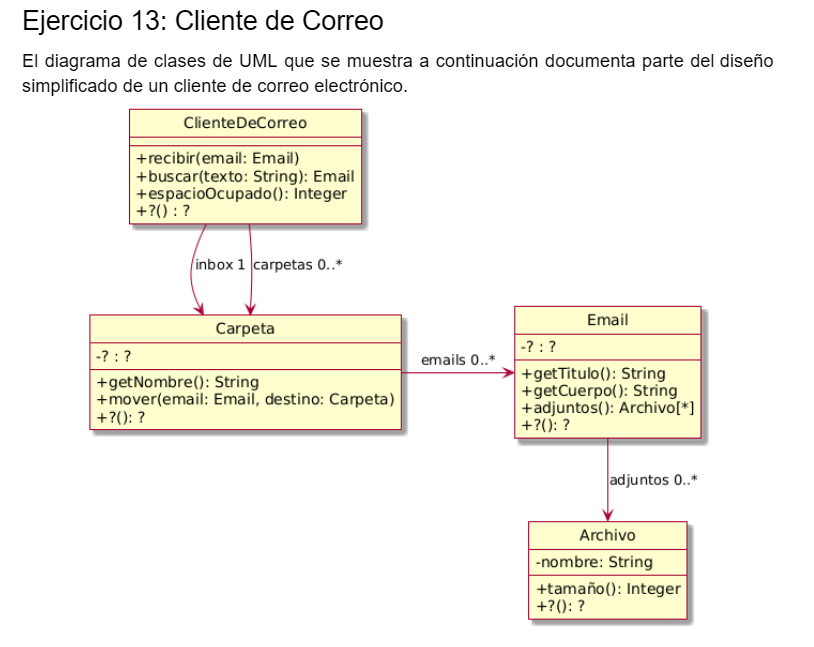 Ejercicio 13: Cliente de Correo
El diagrama de clases de UML que se muestra a continuación documenta parte del diseño
simplificado de un cliente de correo electrónico.
ClienteDeCorreo
+recibir(email: Email)
+buscar(texto: String): Email
+espacioOcupado(): Integer
+?() : ?
inbox 1
carpetas 0..*
Carpeta
-? : ?
+getNombre(): String
+mover(email: Email, destino: Carpeta)
+?(): ?
emails 0..*
Email
-? : ?
+getTitulo(): String
+getCuerpo(): String
+adjuntos(): Archivo[*]
+?(): ?
adjuntos 0..*
Archivo
-nombre: String
+tamaño(): Integer
+?(): ?